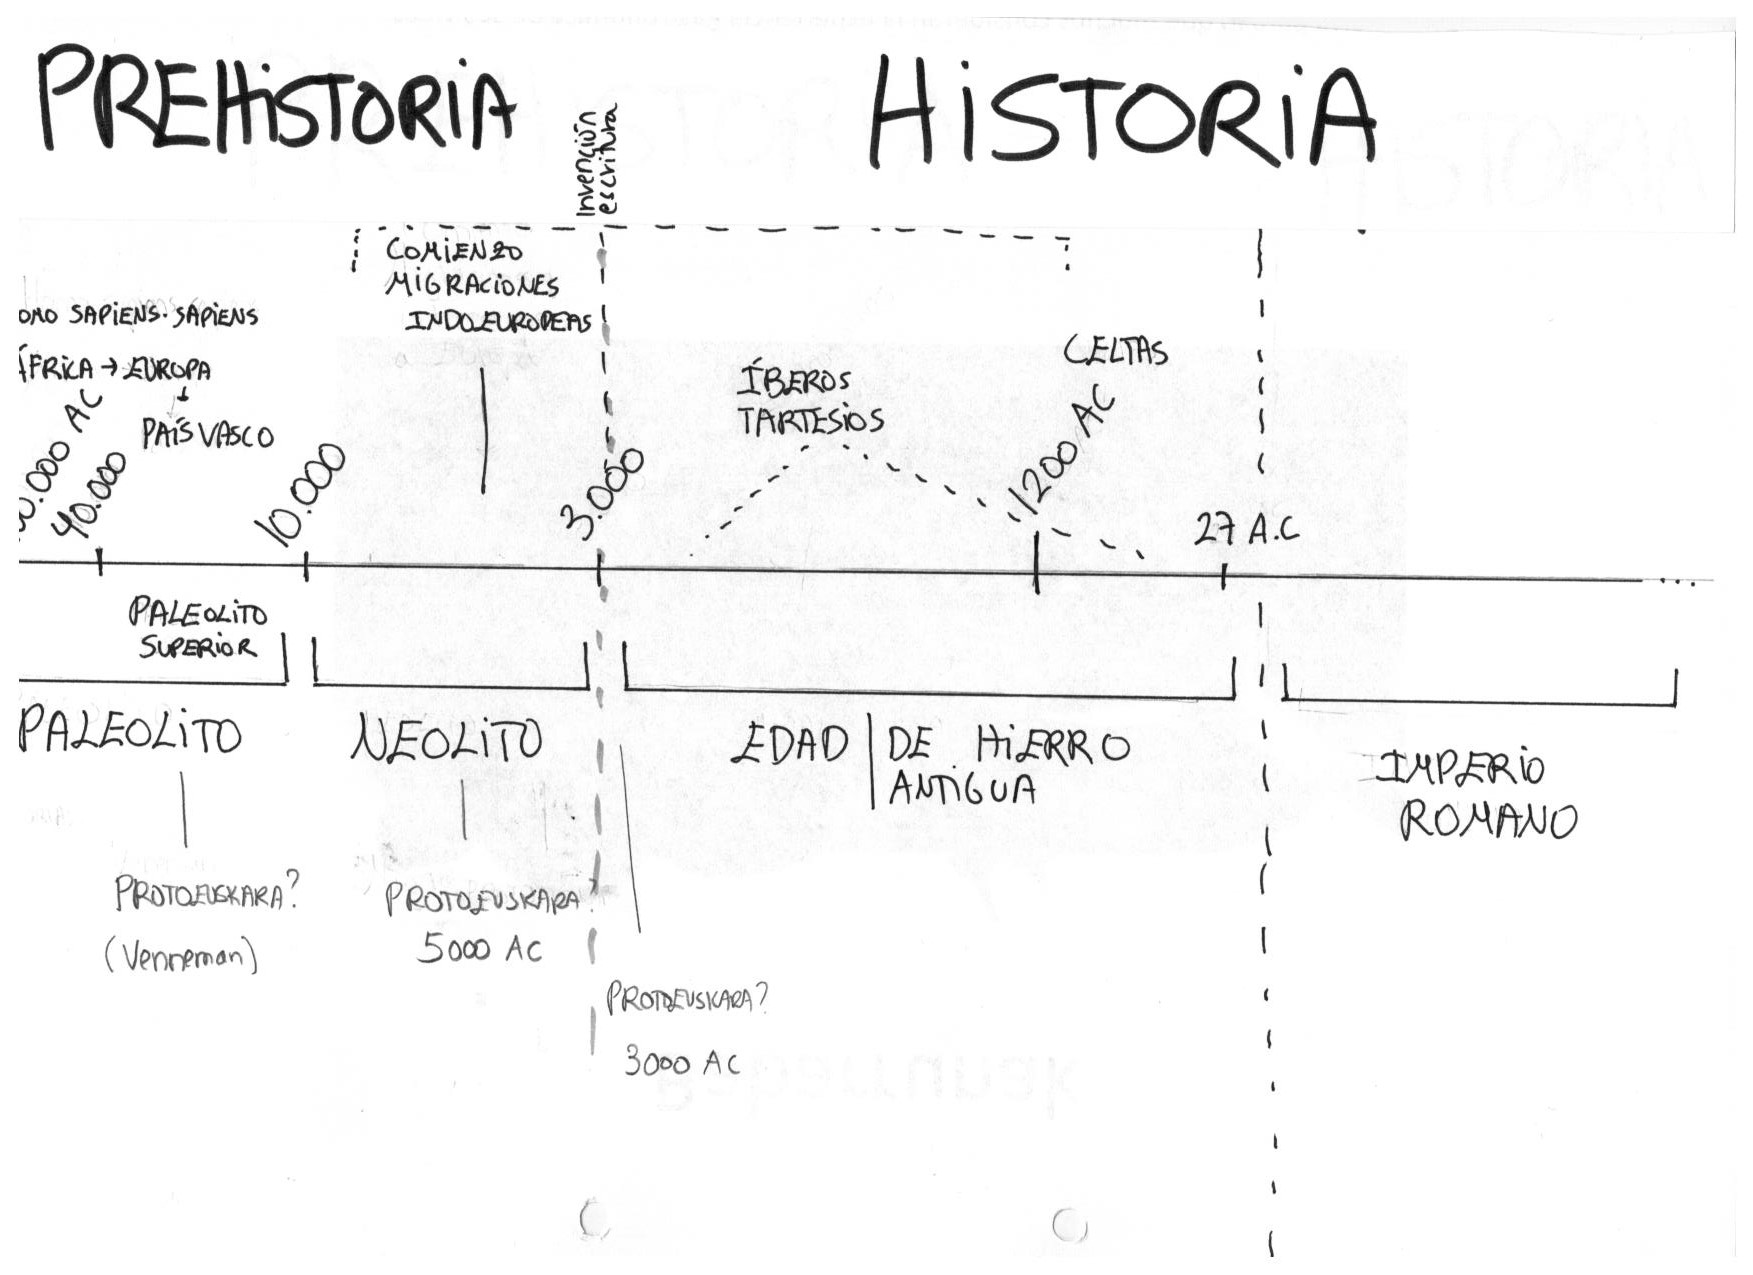 PREHiSTORiA
HiSTORiA
Invención
escritura
COMiENZO
MiGRACiONES
INDOEUROPEAS
OMO SAPiENS-SAPiENS
ÁFRiCA → EUROPA
PAÍS VASCO
0.000 AC
40.000
10.000
3.000
ÍBEROS
TARTESiOS
CELTAS
1200 AC
27 A.C
...
PALEOLiTO
SUPERiOR
PALEOLiTO
NEOLiTO
EDAD DE HiERRO
ANTiGUA
IMPERiO
ROMANO
PROTOEUSKARA?
(Venneman)
PROTOEUSKARA?
5000 AC
PROTOEUSKARA?
3000 AC